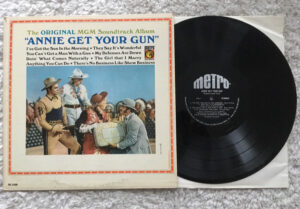 The ORIGINAL MGM Soundtrack Album
"ANNIE GET YOUR GUN"
I've Got the Sun in the Morning • They Say It's Wonderful
You Can't Get a Man With a Gun • My Defenses Are Down
Doin' What Comes Naturally • The Girl that I Marry
Anything You Can Do • There's No Business Like Show Business
METRO